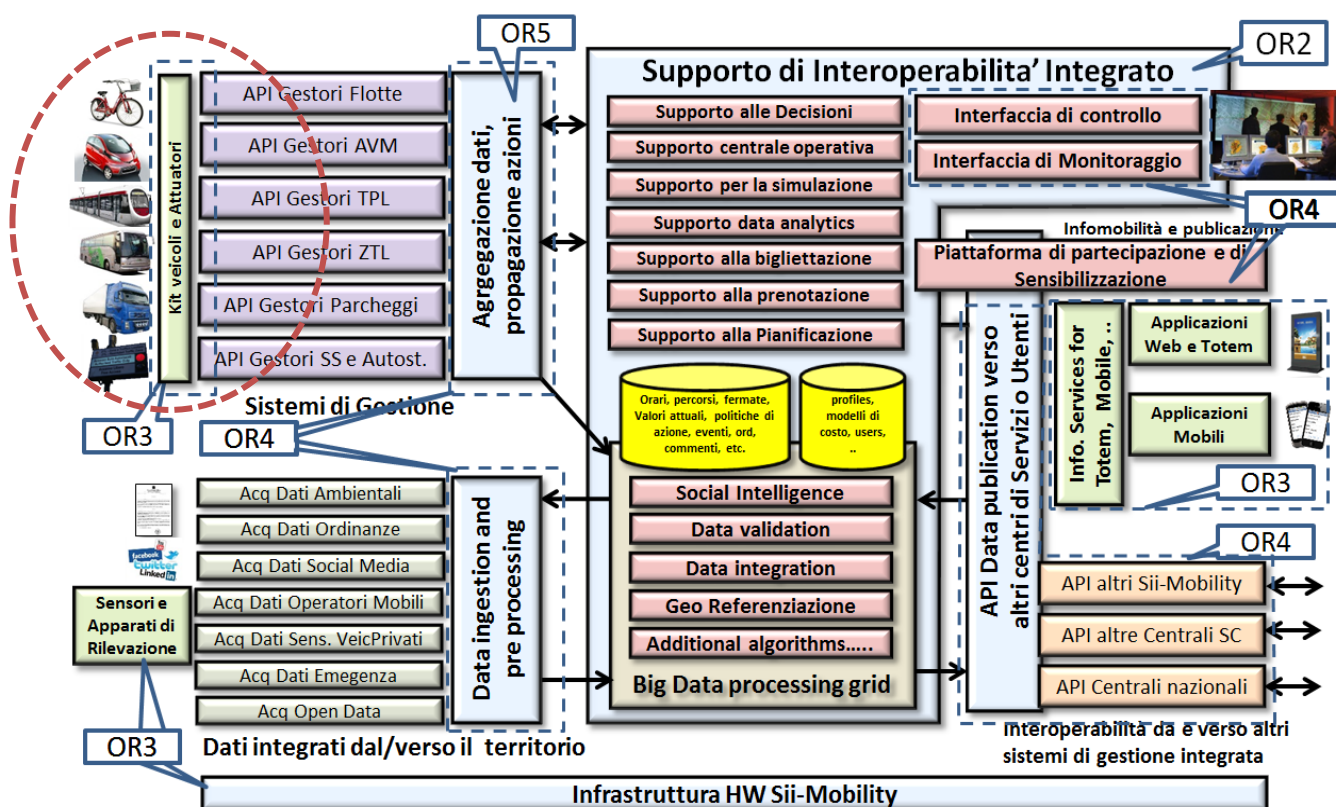 OR5
OR2
Supporto di Interoperabilita' Integrato
Kit veicoli e Attuatori
API Gestori Flotte
API Gestori AVM
API Gestori TPL
API Gestori ZTL
API Gestori Parcheggi
API Gestori SS e Autost.
Agrgegazione dati,
propagazione azioni
Supporto alle Decisioni
Supporto centrale operativa
Supporto per la simulazione
Supporto data analytics
Supporto alla bigliettazione
Supporto alla prenotazione
Supporto alla Pianificazione
Interfaccia di controllo
Interfaccia di Monitoraggio
OR4
Infomobilità e publicazione
Piattaforma di partecipazione e di
Sensibilizzazione
Sistemi di Gestione
OR3
OR4
Orari, percorsi, fermate,
Valori attuali, politiche di
azione, eventi, ord,
commenti, etc.
profiles,
modelli di
costo, users,
..
API Data publication verso
altri centri di Servizi o Utenti
Info. Services for
Totem, Mobile, ..
Applicazioni
Web e Totem
Applicazioni
Mobili
OR3
OR4
Acq Dati Ambientali
Acq Dati Ordinanze
Acq Dati Social Media
Acq Dati Operatori Mobili
Acq Dati Sens. VeicPrivati
Acq Dati Emegenza
Acq Open Data
facebook
twitter
Linked in
Sensori e
Apparati di
Rilevazione
Data ingestion and
pre processing
Social Intelligence
Data validation
Data integration
Geo Referenziazione
Additional algorithms.....
Big Data processing grid
API altri Sii-Mobility
API altre Centrali SC
API Centrali nazionali
Interoperabilità da e verso altri
sistemi di gestione integrata
OR3
Dati integrati dal/verso il territorio
Infrastruttura HW Sii-Mobility